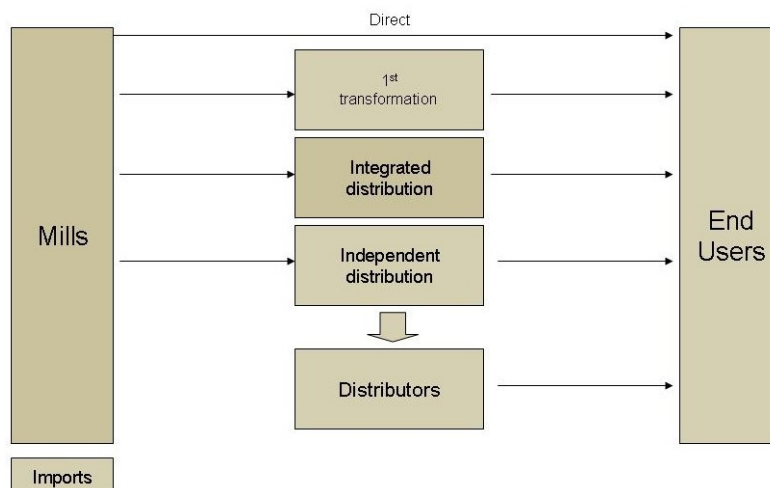 Direct
1st
transformation
Integrated
distribution
Mills
Independent
distribution
End
Users
Distributors
Imports